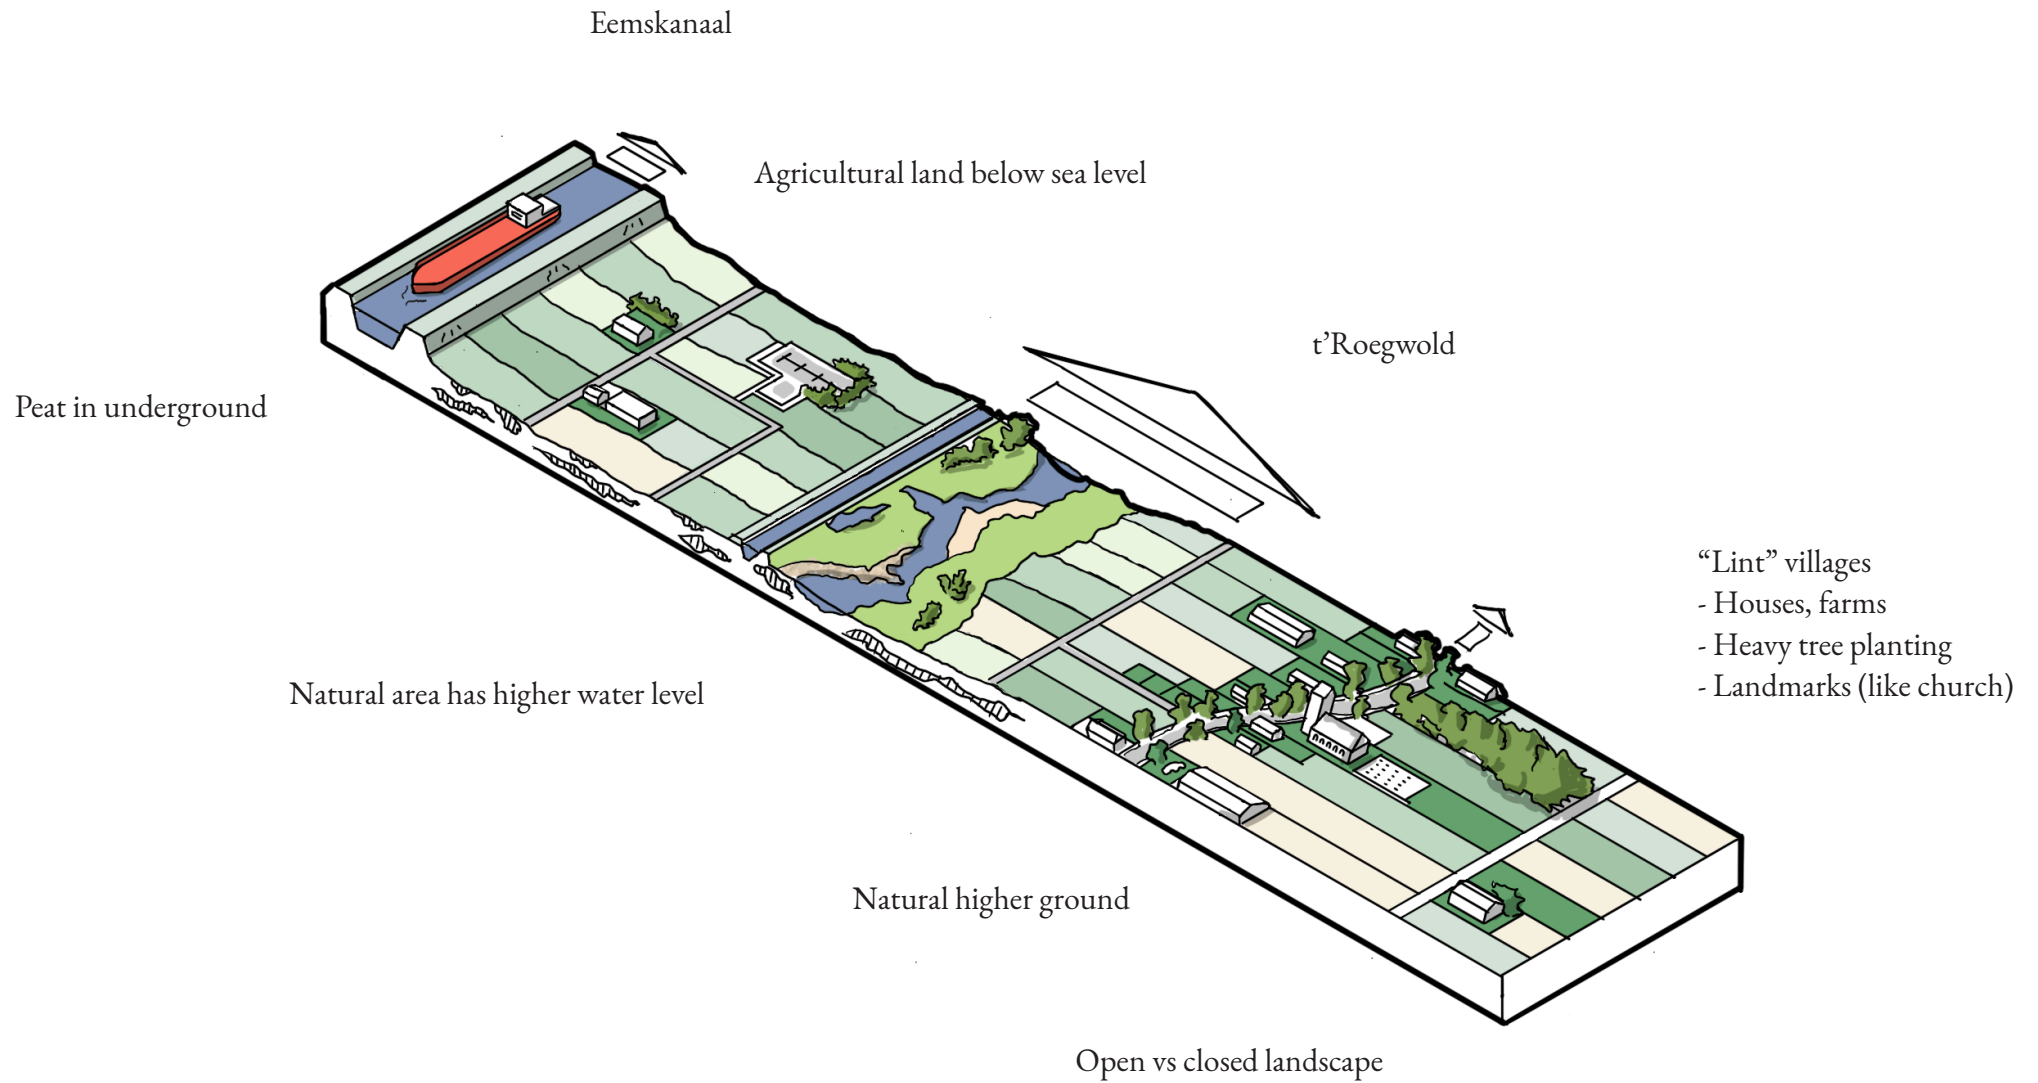 Eemskanaal
Agricultural land below sea level
t’Roegwold
Peat in underground
“Lint” villages
- Houses, farms
- Heavy tree planting
- Landmarks (like church)
Natural area has higher water level
Natural higher ground
Open vs closed landscape